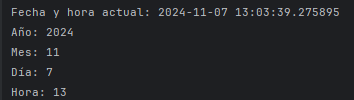 Fecha y hora actual: 2024-11-07 13:03:39.275895
Año: 2024
Mes: 11
Día: 7
Hora: 13